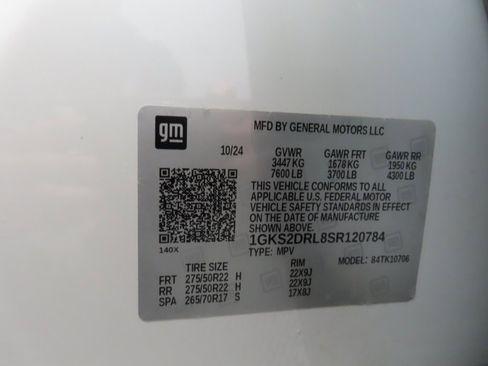 gm
MFD BY GENERAL MOTORS LLC
10/24 GVWR GAWR FRT GAWR RR
3447 KG 1678 KG 1950 KG
7600 LB 3700 LB 4300 LB
THIS VEHICLE CONFORMS TO ALL
APPLICABLE U.S. FEDERAL MOTOR
VEHICLE SAFETY STANDARDS IN EFFECT
ON THE DATE OF MANUFACTURE
SHOWN ABOVE.
1GKS2DRL8SR120784
140X TYPE: MPV MODEL: 84TK10706
TIRE SIZE RIM
FRT 275/50R22 H 22X9J
RR 275/50R22 H 22X9J
SPA 265/70R17 S 17X8J